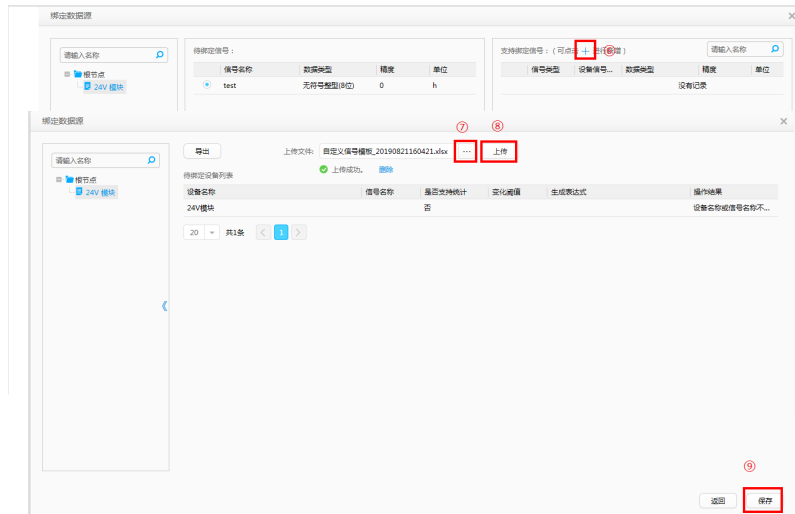 绑定数据源 ×
请输入名称
根节点
24V 模块
待绑定信号：
信号名称 数据类型 精度 单位
test 无符号整型(8位) 0 h
支持绑定信号：( 可点击 + 进行新增 ) ⑥
请输入名称
信号类型 设备信号... 数据类型 精度 单位
没有记录
绑定数据源 ×
请输入名称
根节点
24V 模块
⑦ ⑧
导出 上传文件: 自定义信号模板_20190821160421.xlsx ... 上传
上传成功。 删除
待绑定设备列表
设备名称 信号名称 是否支持统计 变化阈值 生成表达式 操作结果
24V模块 否 设备名称或信号名称不...
20 共1条 < 1 >
《
⑨
返回 保存